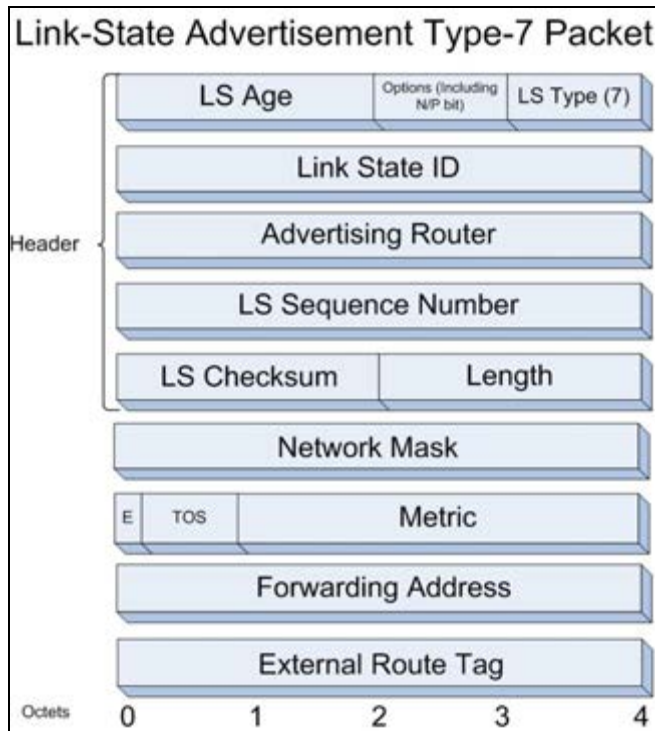 Link-State Advertisement Type-7 Packet
LS Age
Options (Including
N/P bit)
LS Type (7)
Link State ID
Header
Advertising Router
LS Sequence Number
LS Checksum
Length
Network Mask
E
TOS
Metric
Forwarding Address
External Route Tag
Octets 0 1 2 3 4